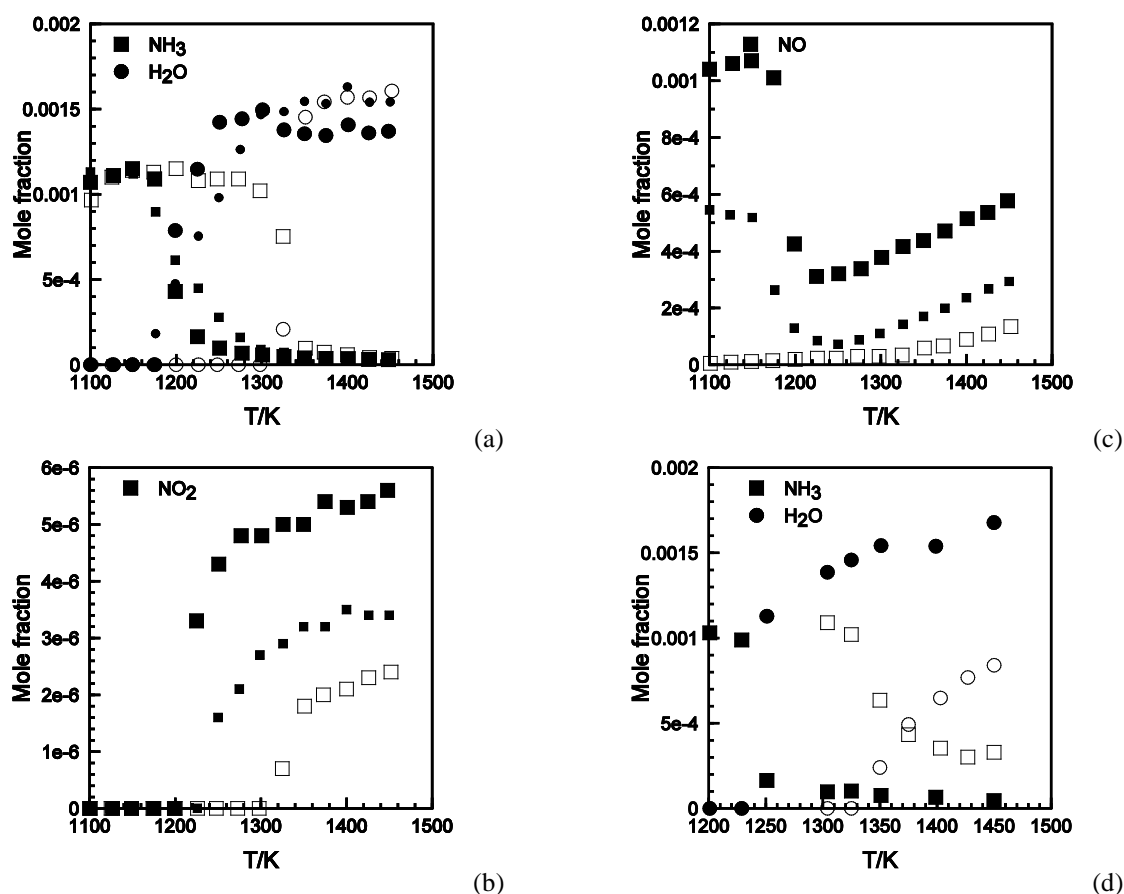 0.002
0.0015
0.001
5e-4
0
Mole fraction
NH3
H2O
1100 1200 1300 1400 1500
T/K
(a)
0.0012
0.001
8e-4
6e-4
4e-4
2e-4
0
Mole fraction
NO
1100 1200 1300 1400 1500
T/K
(c)
6e-6
5e-6
4e-6
3e-6
2e-6
1e-6
0
Mole fraction
NO2
1100 1200 1300 1400 1500
T/K
(b)
0.002
0.0015
0.001
5e-4
0
Mole fraction
NH3
H2O
1200 1250 1300 1350 1400 1450 1500
T/K
(d)